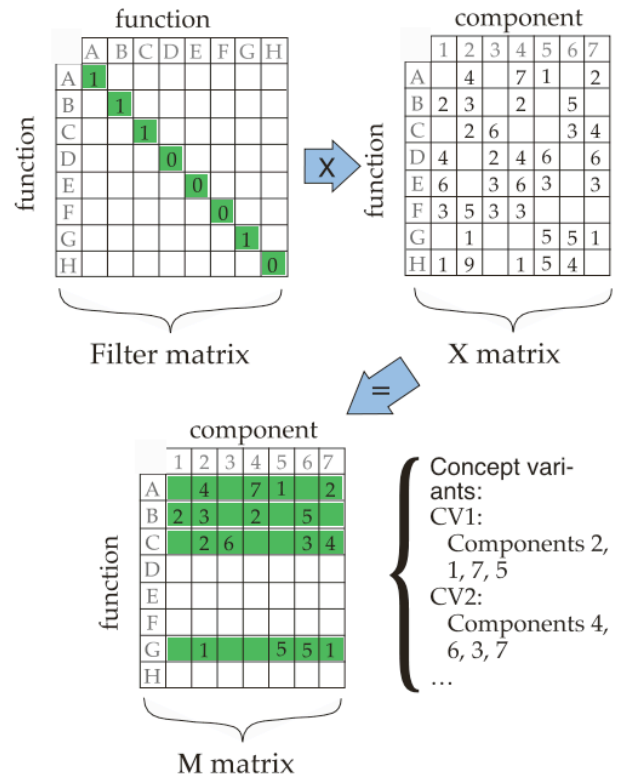 function
component
A B C D E F G H
1 2 3 4 5 6 7
function
A 1
B 1
C 1
D 0
E 0
F 0
G 1
H 0
X
function
A 4 7 1 2
B 2 3 2 5
C 2 6 3 4
D 4 2 4 6 6
E 6 3 6 3 3
F 3 5 3 3
G 1 5 5 1
H 1 9 1 5 4
Filter matrix
X matrix
=
component
1 2 3 4 5 6 7
function
A 4 7 1 2
B 2 3 2 5
C 2 6 3 4
D
E
F
G 1 5 5 1
H
M matrix
Concept vari-
ants:
CV1:
Components 2,
1, 7, 5
CV2:
Components 4,
6, 3, 7
...